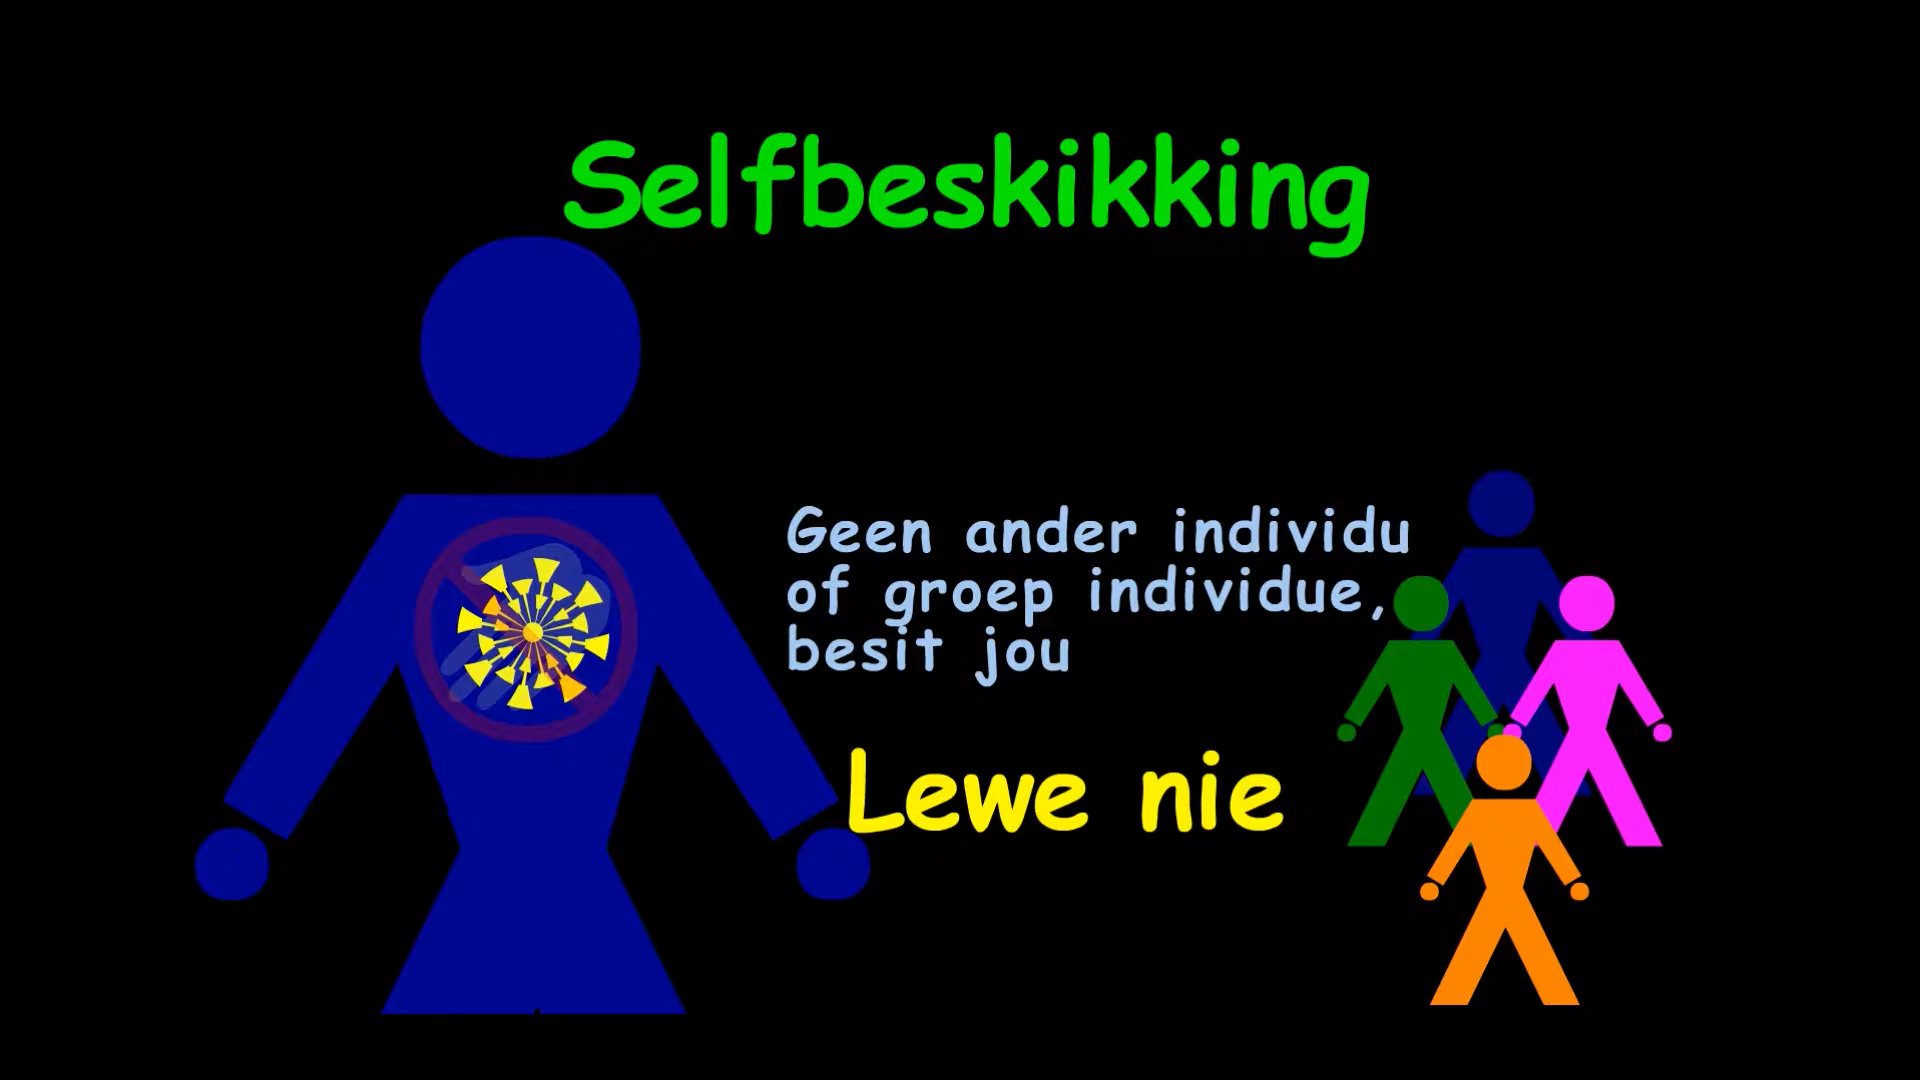 Selfbeskikking
Geen ander individu
of groep individue,
besit jou
Lewe nie